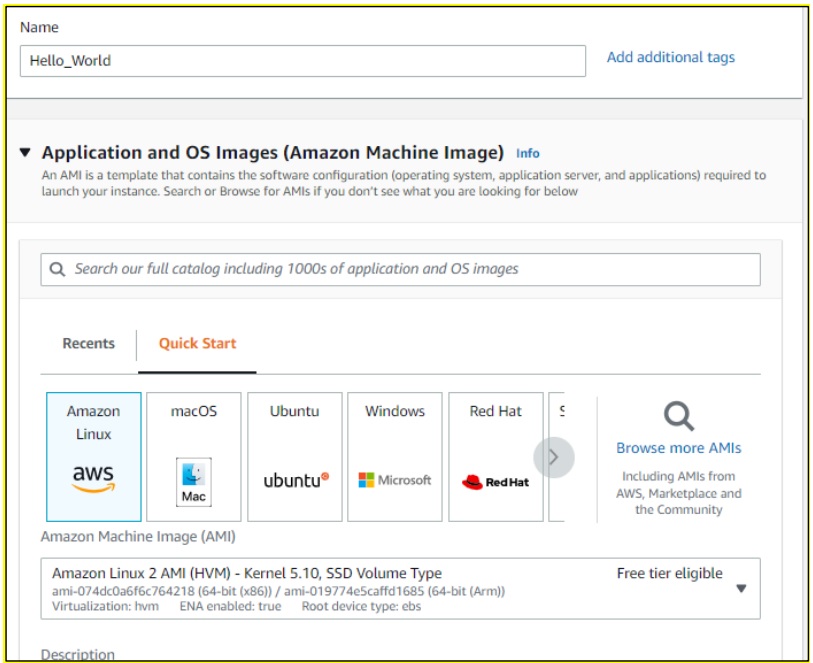 Name
Hello_World
Add additional tags
Application and OS Images (Amazon Machine Image) Info
An AMI is a template that contains the software configuration (operating system, application server, and applications) required to
launch your instance. Search or Browse for AMIs if you don't see what you are looking for below
Search our full catalog including 1000s of application and OS images
Recents
Quick Start
Amazon
Linux
aws
macOS
Mac
Ubuntu
ubuntu
Windows
Microsoft
Red Hat
RedHat
S
Browse more AMIs
Including AMIs from
AWS, Marketplace and
the Community
Amazon Machine Image (AMI)
Amazon Linux 2 AMI (HVM) - Kernel 5.10, SSD Volume Type
Free tier eligible
ami-074dc0a6f6c764218 (64-bit (x86)) / ami-019774e5caffd1685 (64-bit (Arm))
Virtualization: hvm ENA enabled: true Root device type: ebs
Description